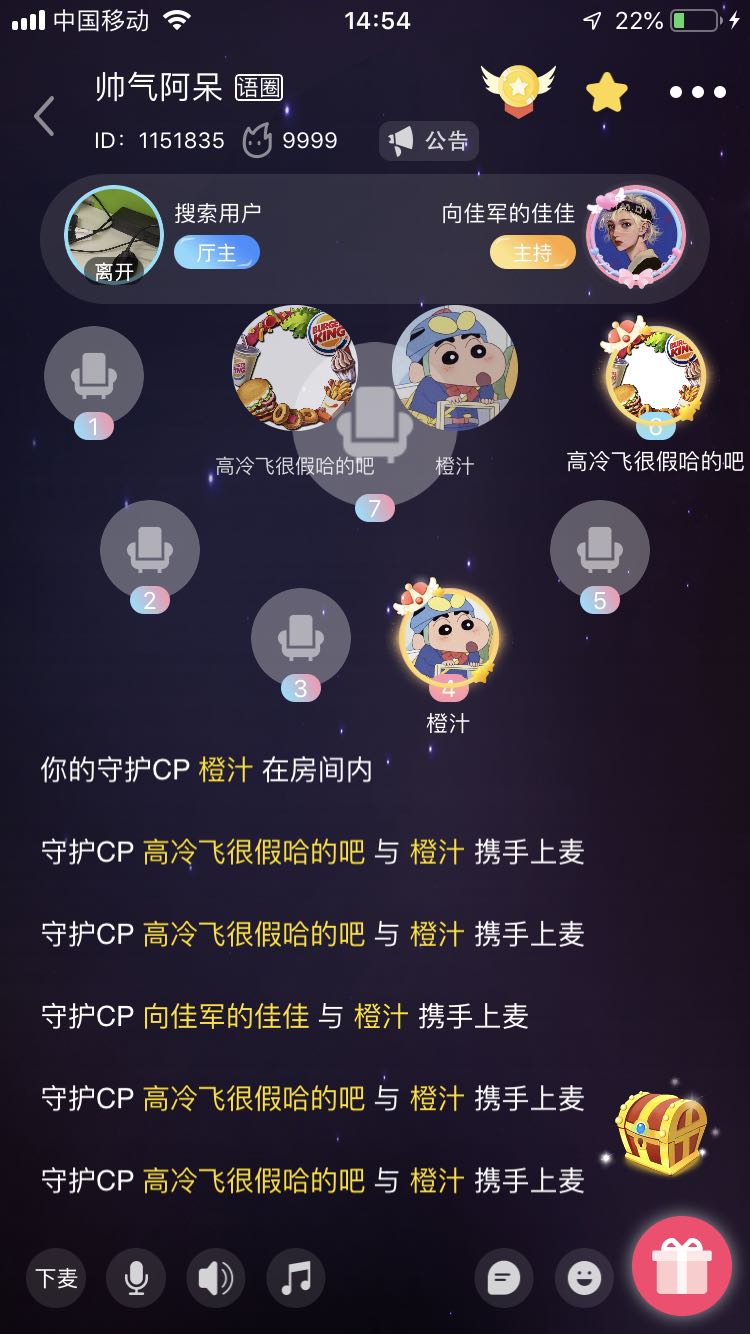 中国移动 14:54 22%
帅气阿呆 语圈
ID: 1151835 9999 公告
搜索用户 向佳军的佳佳
离开 厅主 主持
BURGER KING
1
6
高冷飞很假哈的吧 橙汁 高冷飞很假哈的吧
7
2 5
3 4
橙汁
你的守护CP 橙汁 在房间内
守护CP 高冷飞很假哈的吧 与 橙汁 携手上麦
守护CP 高冷飞很假哈的吧 与 橙汁 携手上麦
守护CP 向佳军的佳佳 与 橙汁 携手上麦
守护CP 高冷飞很假哈的吧 与 橙汁 携手上麦
守护CP 高冷飞很假哈的吧 与 橙汁 携手上麦
下麦